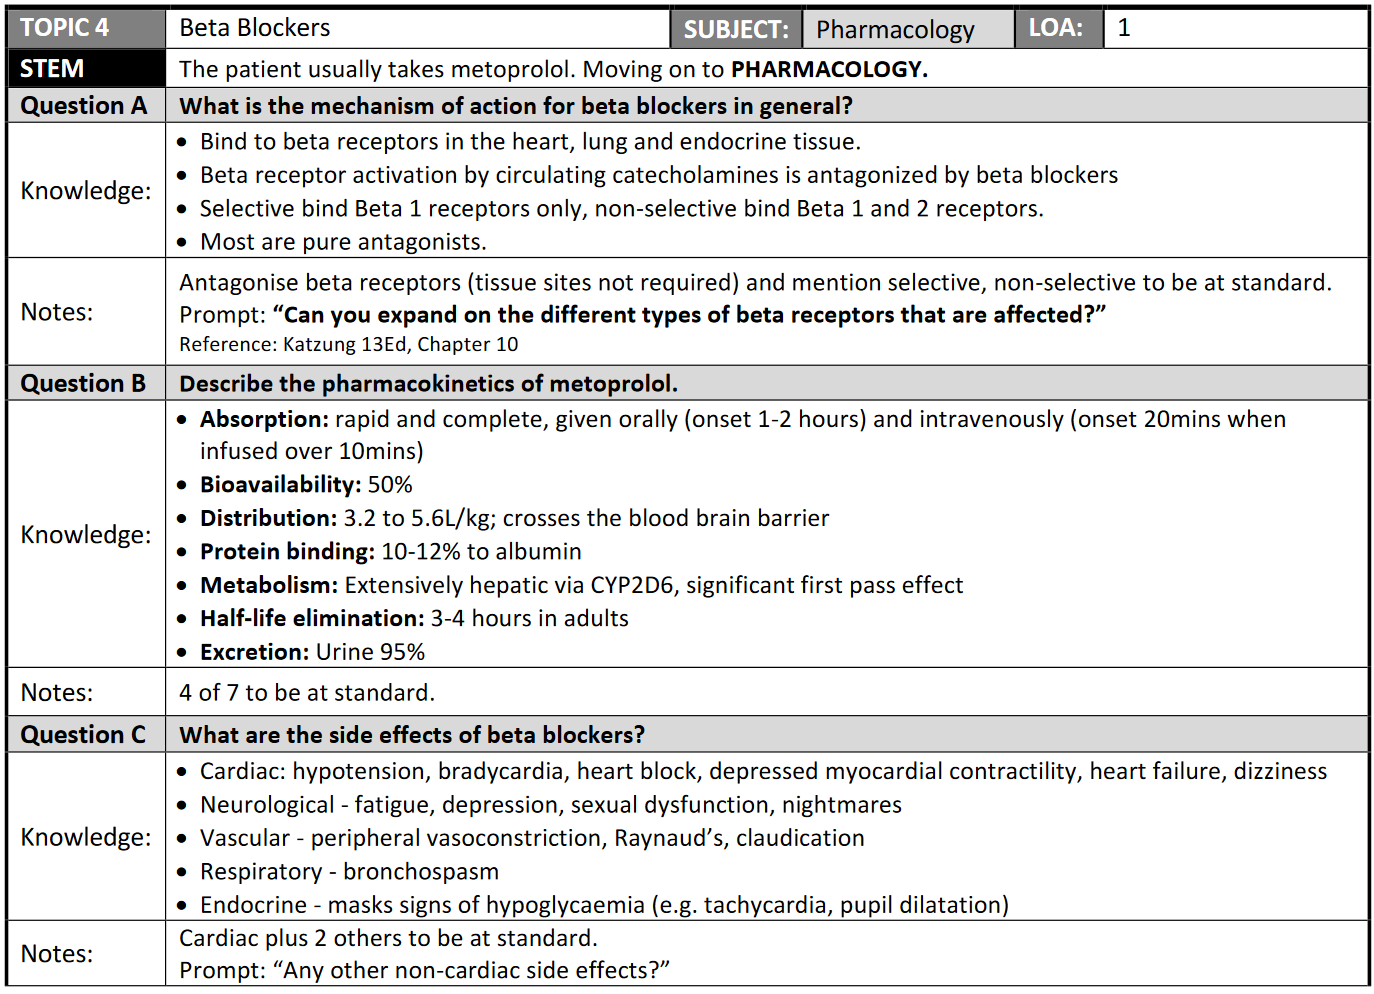 TOPIC 4 Beta Blockers SUBJECT: Pharmacology LOA: 1
STEM The patient usually takes metoprolol. Moving on to PHARMACOLOGY.
Question A What is the mechanism of action for beta blockers in general?
Knowledge:
• Bind to beta receptors in the heart, lung and endocrine tissue.
• Beta receptor activation by circulating catecholamines is antagonized by beta blockers
• Selective bind Beta 1 receptors only, non-selective bind Beta 1 and 2 receptors.
• Most are pure antagonists.
Notes:
Antagonise beta receptors (tissue sites not required) and mention selective, non-selective to be at standard.
Prompt: “Can you expand on the different types of beta receptors that are affected?”
Reference: Katzung 13Ed, Chapter 10
Question B Describe the pharmacokinetics of metoprolol.
Knowledge:
• Absorption: rapid and complete, given orally (onset 1-2 hours) and intravenously (onset 20mins when
infused over 10mins)
• Bioavailability: 50%
• Distribution: 3.2 to 5.6L/kg; crosses the blood brain barrier
• Protein binding: 10-12% to albumin
• Metabolism: Extensively hepatic via CYP2D6, significant first pass effect
• Half-life elimination: 3-4 hours in adults
• Excretion: Urine 95%
Notes: 4 of 7 to be at standard.
Question C What are the side effects of beta blockers?
Knowledge:
• Cardiac: hypotension, bradycardia, heart block, depressed myocardial contractility, heart failure, dizziness
• Neurological - fatigue, depression, sexual dysfunction, nightmares
• Vascular - peripheral vasoconstriction, Raynaud’s, claudication
• Respiratory - bronchospasm
• Endocrine - masks signs of hypoglycaemia (e.g. tachycardia, pupil dilatation)
Notes:
Cardiac plus 2 others to be at standard.
Prompt: “Any other non-cardiac side effects?”